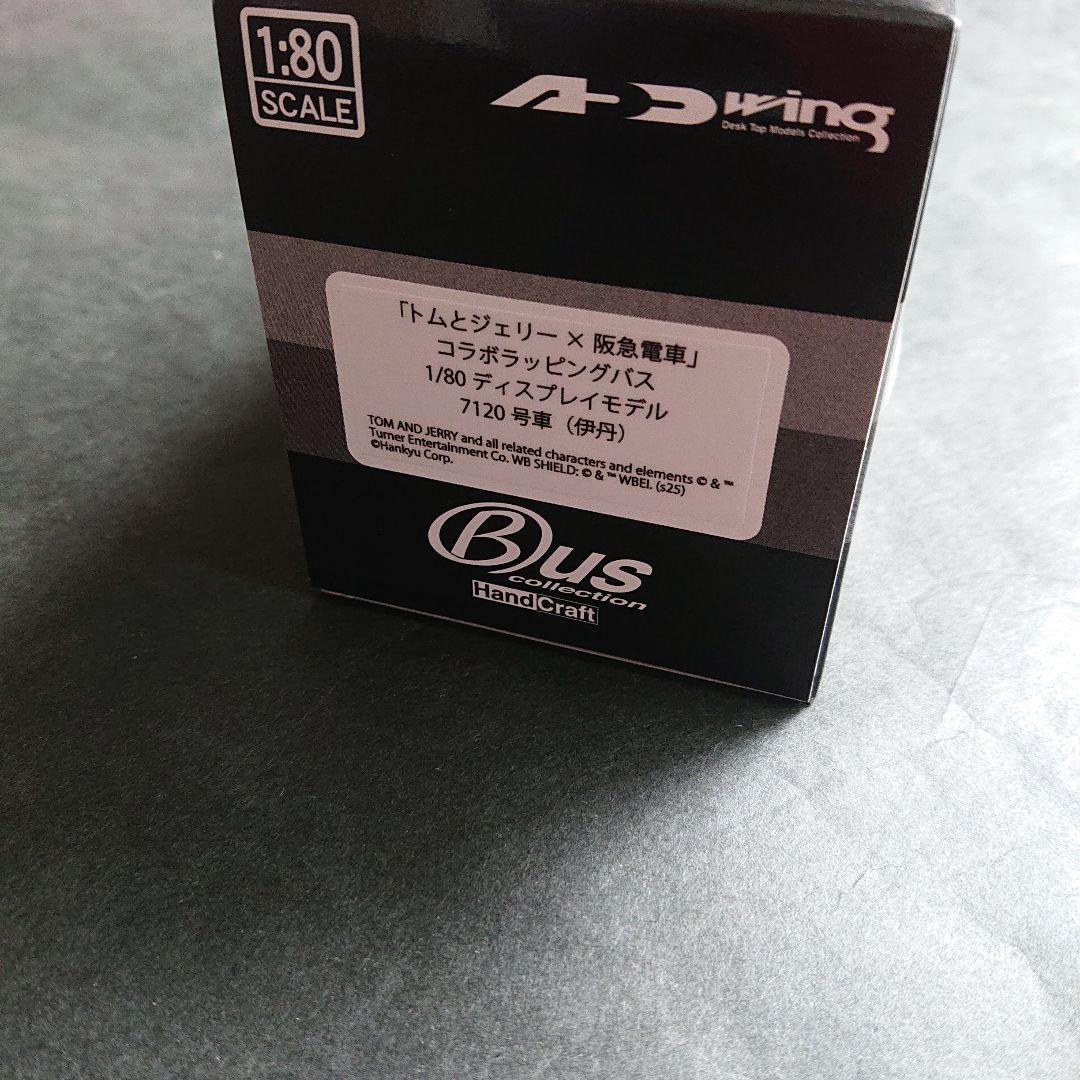 1:80
SCALE
ADD wing
Desk Top Models Collection
「トムとジェリー × 阪急電車」
コラボラッピングバス
1/80 ディスプレイモデル
7120 号車（伊丹）
TOM AND JERRY and all related characters and elements © & ™
Turner Entertainment Co. WB SHIELD: © & ™ WBEI. (s25)
©Hankyu Corp.
Bus
collection
HandCraft